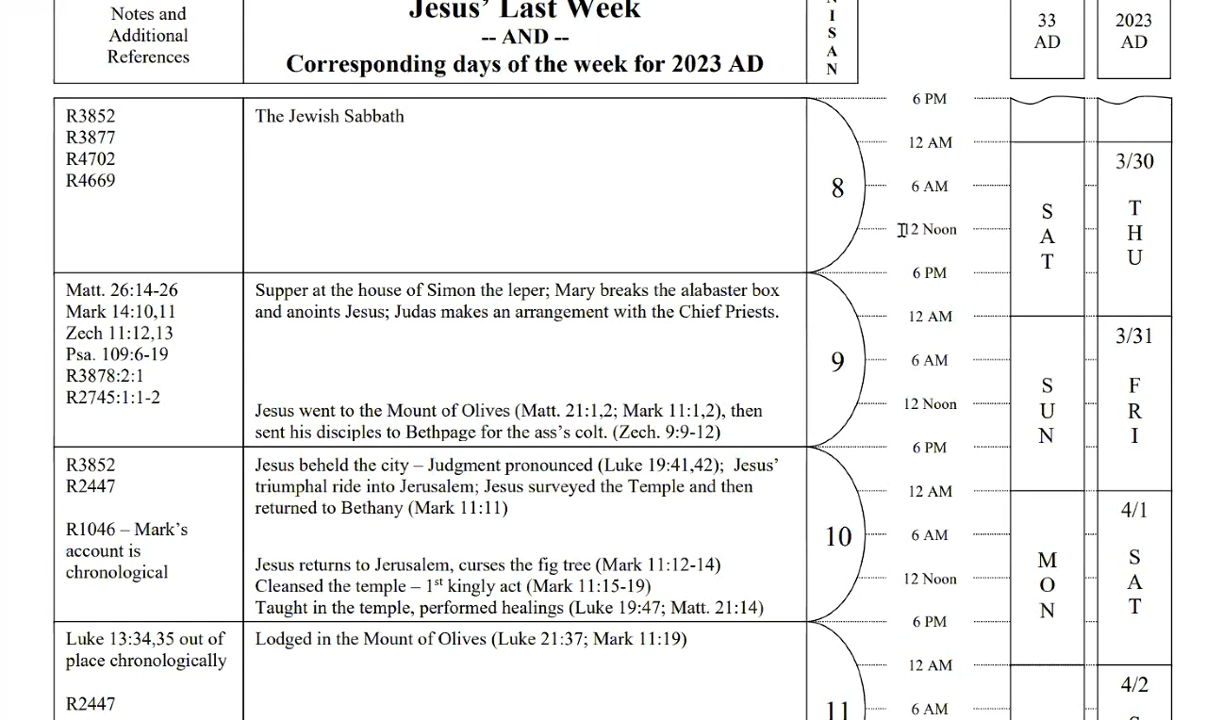 Notes and
Additional
References
Jesus’ Last Week
-- AND --
Corresponding days of the week for 2023 AD
N
I
S
A
N
33
AD
2023
AD
R3852
R3877
R4702
R4669
The Jewish Sabbath
8
6 PM
12 AM
6 AM
12 Noon
6 PM
S
A
T
3/30
T
H
U
Matt. 26:14-26
Mark 14:10,11
Zech 11:12,13
Psa. 109:6-19
R3878:2:1
R2745:1:1-2
Supper at the house of Simon the leper; Mary breaks the alabaster box
and anoints Jesus; Judas makes an arrangement with the Chief Priests.
Jesus went to the Mount of Olives (Matt. 21:1,2; Mark 11:1,2), then
sent his disciples to Bethpage for the ass’s colt. (Zech. 9:9-12)
9
12 AM
6 AM
12 Noon
6 PM
S
U
N
3/31
F
R
I
R3852
R2447
R1046 – Mark’s
account is
chronological
Jesus beheld the city – Judgment pronounced (Luke 19:41,42); Jesus’
triumphal ride into Jerusalem; Jesus surveyed the Temple and then
returned to Bethany (Mark 11:11)
Jesus returns to Jerusalem, curses the fig tree (Mark 11:12-14)
Cleansed the temple – 1st kingly act (Mark 11:15-19)
Taught in the temple, performed healings (Luke 19:47; Matt. 21:14)
10
12 AM
6 AM
12 Noon
6 PM
M
O
N
4/1
S
A
T
Luke 13:34,35 out of
place chronologically
R2447
Lodged in the Mount of Olives (Luke 21:37; Mark 11:19)
11
12 AM
6 AM
4/2
S